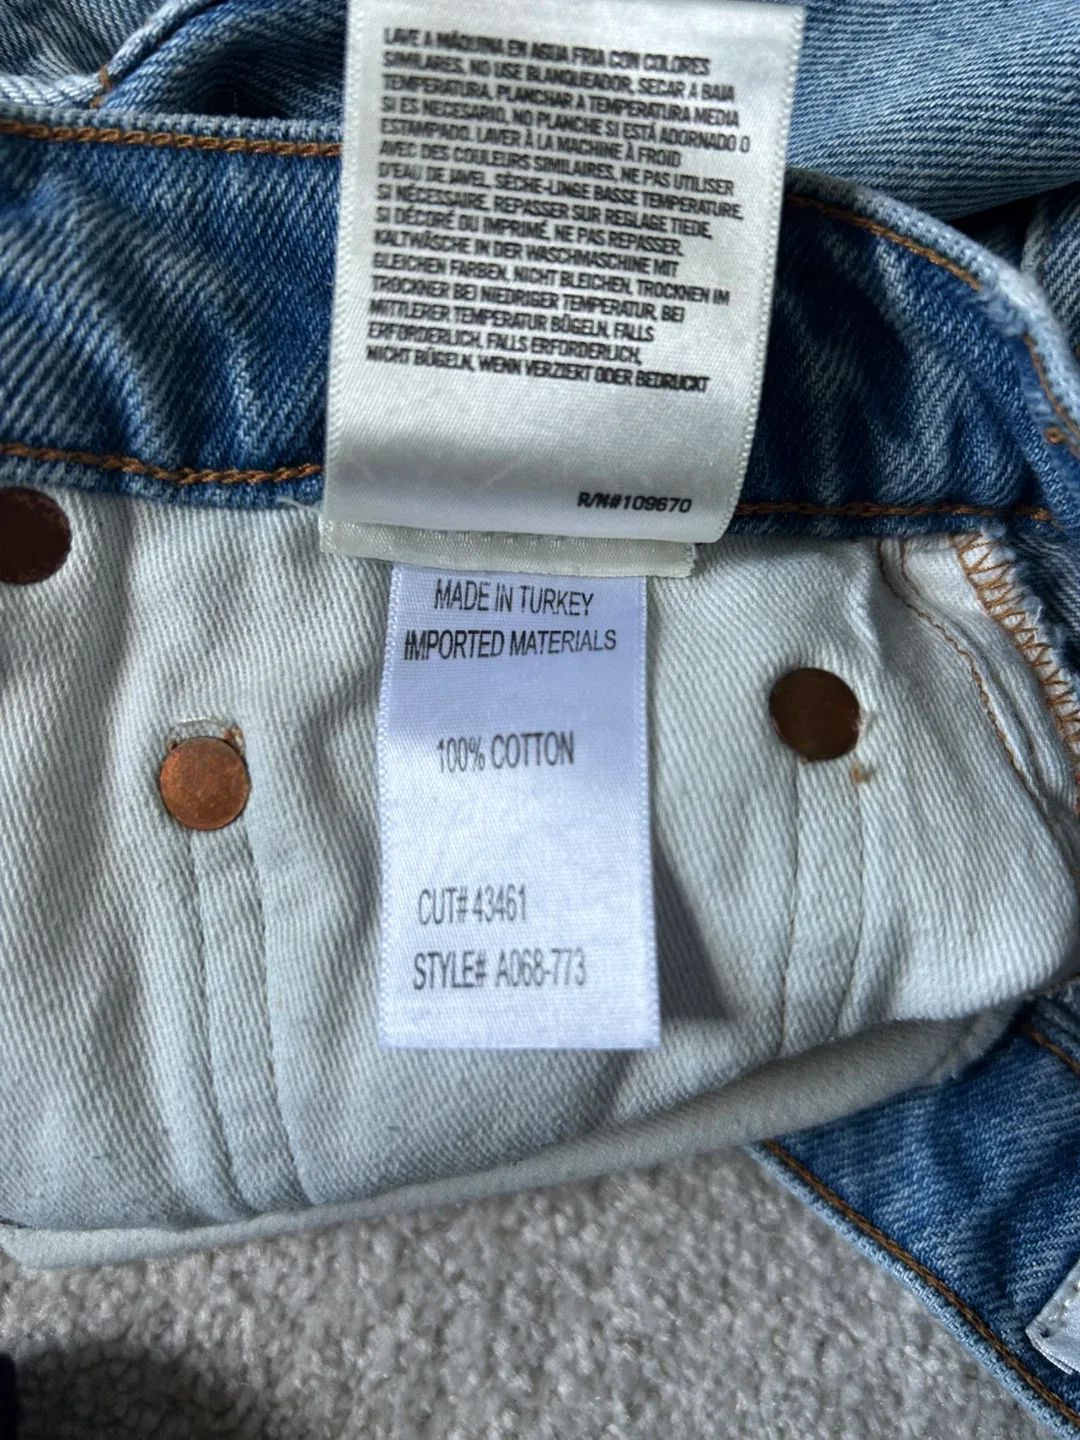 LAVE A MÁQUINA EN AGUA FRIA CON COLORES
SIMILARES, NO USE BLANQUEADOR, SECAR A BAJA
TEMPERATURA, PLANCHAR A TEMPERATURA MEDIA
SI ES NECESARIO, NO PLANCHE SI ESTÁ ADORNADO O
ESTAMPADO. LAVER À LA MACHINE À FROID
AVEC DES COULEURS SIMILAIRES, NE PAS UTILISER
D'EAU DE JAVEL, SÈCHE-LINGE BASSE TEMPERATURE,
SI NÉCESSAIRE, REPASSER SUR REGLAGE TIEDE,
SI DÉCORÉ OU IMPRIMÉ, NE PAS REPASSER.
KALTWÄSCHE IN DER WASCHMASCHINE MIT
GLEICHEN FARBEN, NICHT BLEICHEN, TROCKNEN IM
TROCKNER BEI NIEDRIGER TEMPERATUR, BEI
MITTLERER TEMPERATUR BÜGELN, FALLS
ERFORDERLICH, FALLS ERFORDERLICH,
NICHT BÜGELN, WENN VERZIERT ODER BEDRUCKT
R/N#109670
MADE IN TURKEY
IMPORTED MATERIALS
100% COTTON
CUT# 43461
STYLE# A068-773